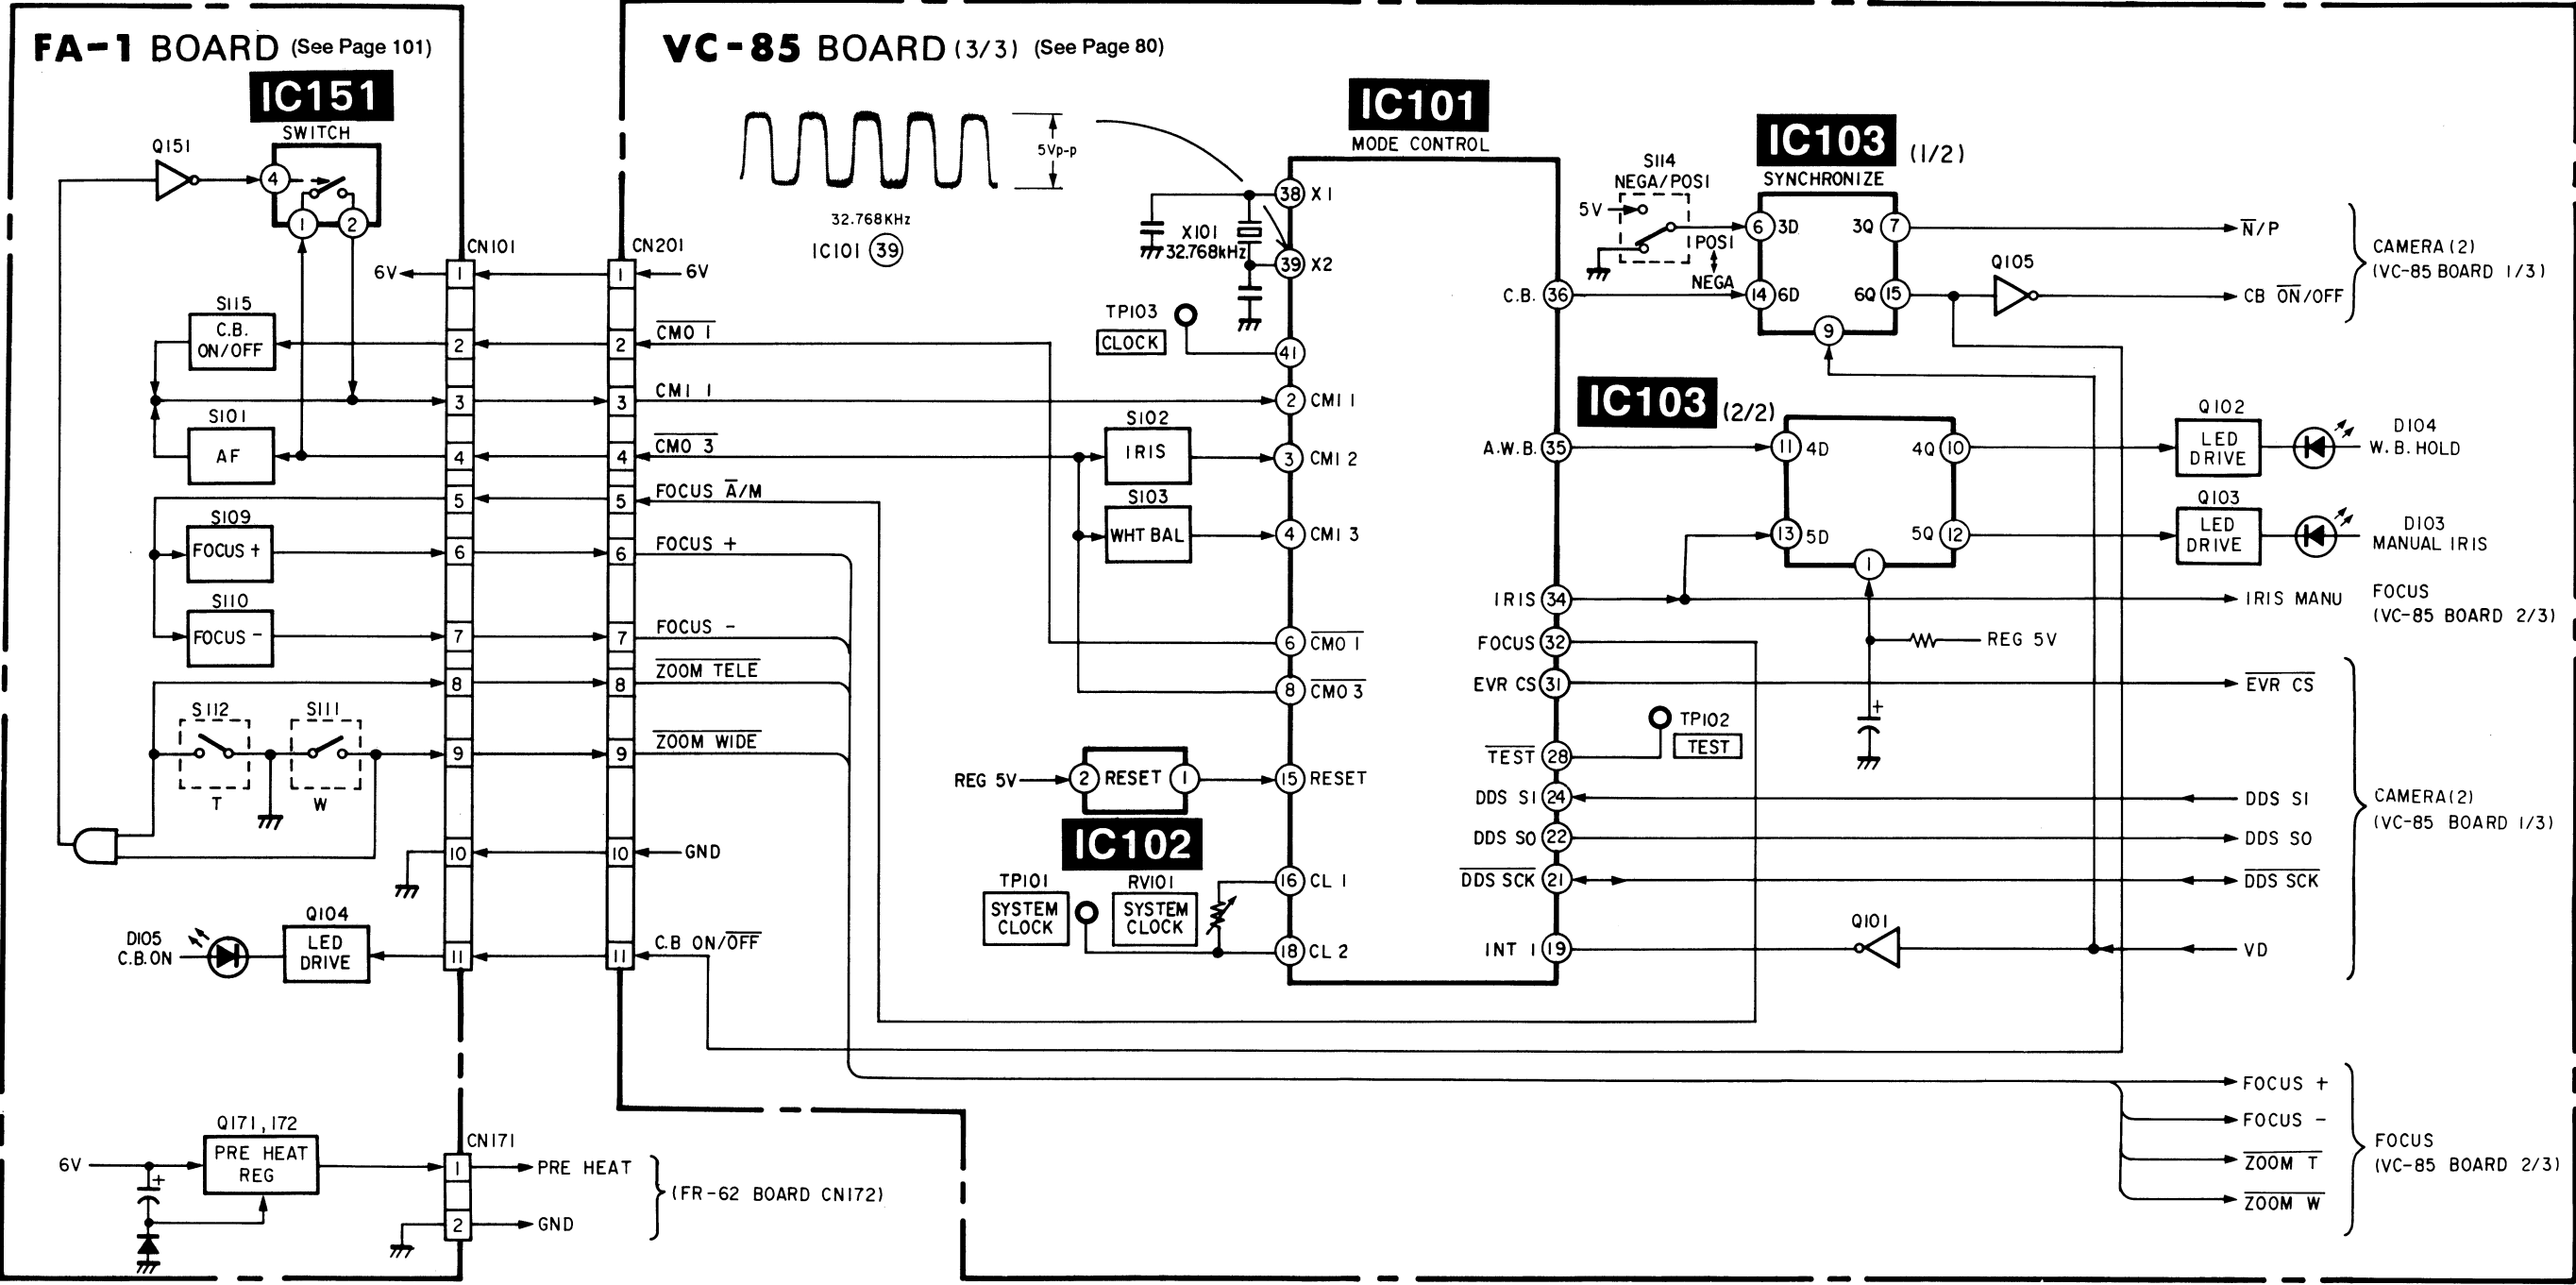 FA-1 BOARD (See Page 101)
IC151
SWITCH
Q151
4
1
2
CN101
6V
1
S115
C.B.
ON/OFF
2
3
S101
AF
4
5
S109
FOCUS +
6
S110
FOCUS -
7
8
S112
S111
9
T
W
10
Q104
D105
C.B.ON
LED
DRIVE
11
Q171,172
6V
PRE HEAT
REG
+
CN171
1
PRE HEAT
2
GND
(FR-62 BOARD CN172)
VC-85 BOARD (3/3) (See Page 80)
5Vp-p
32.768KHz
IC101 39
CN201
1
6V
2
CMO 1
3
CMI 1
4
CMO 3
5
FOCUS A/M
6
FOCUS +
7
FOCUS -
8
ZOOM TELE
9
ZOOM WIDE
10
GND
11
C.B ON/OFF
IC101
MODE CONTROL
38 X1
X101
32.768kHz
39 X2
TP103
CLOCK
41
2 CMI 1
S102
IRIS
3 CMI 2
S103
WHT BAL
4 CMI 3
6 CMO 1
8 CMO 3
REG 5V
2 RESET 1
15 RESET
IC102
TP101
SYSTEM
CLOCK
RV101
SYSTEM
CLOCK
16 CL 1
18 CL 2
C.B. 36
A.W.B. 35
IRIS 34
FOCUS 32
EVR CS 31
TEST 28
TP102
TEST
DDS SI 24
DDS SO 22
DDS SCK 21
INT 1 19
Q101
S114
NEGA/POSI
5V
POSI
NEGA
IC103 (1/2)
SYNCHRONIZE
6 3D
3Q 7
14 6D
6Q 15
9
Q105
N/P
CB ON/OFF
CAMERA(2)
(VC-85 BOARD 1/3)
IC103 (2/2)
11 4D
4Q 10
13 5D
5Q 12
1
Q102
LED
DRIVE
D104
W.B.HOLD
Q103
LED
DRIVE
D103
MANUAL IRIS
IRIS MANU
FOCUS
(VC-85 BOARD 2/3)
REG 5V
+
EVR CS
DDS SI
DDS SO
DDS SCK
VD
CAMERA(2)
(VC-85 BOARD 1/3)
FOCUS +
FOCUS -
ZOOM T
ZOOM W
FOCUS
(VC-85 BOARD 2/3)